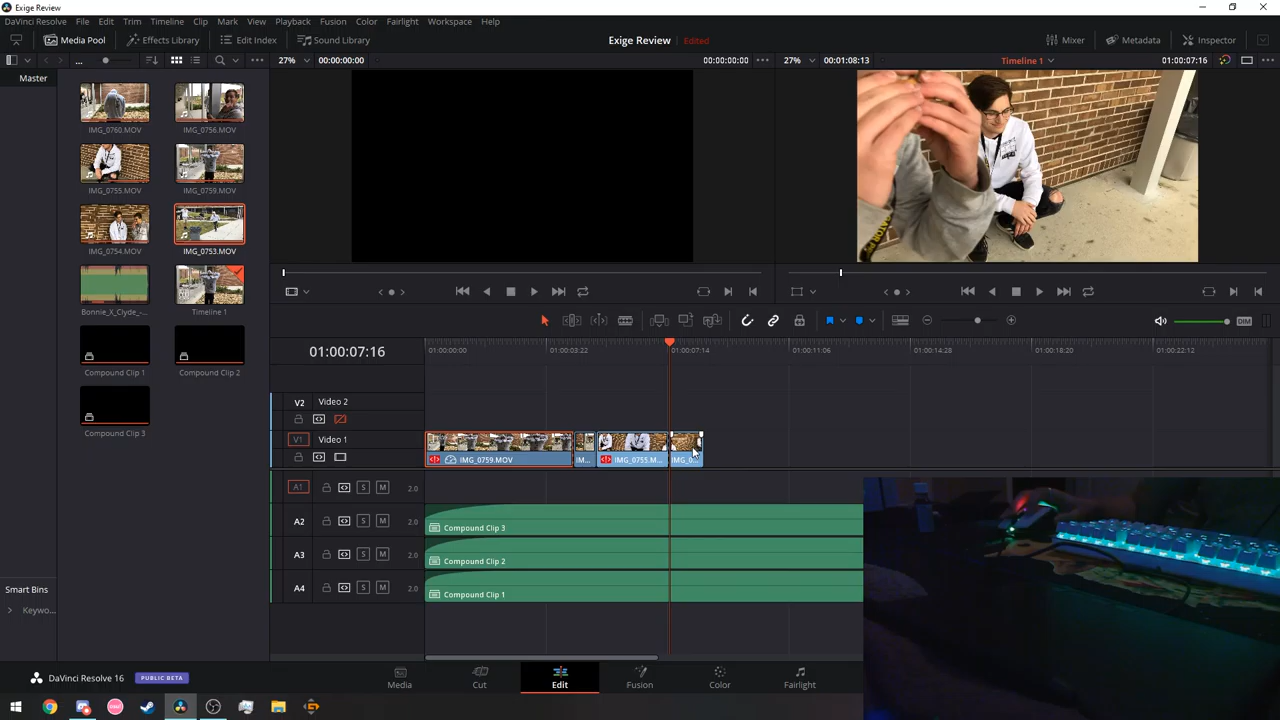 Exige Review
DaVinci Resolve File Edit Trim Timeline Clip Mark View Playback Fusion Color Fairlight Workspace Help
Media Pool Effects Library Edit Index Sound Library Exige Review Edited Mixer Metadata Inspector
... 27% 00:00:00:00 00:00:00:00 27% 00:01:08:13 Timeline 1 01:00:07:16
Master
IMG_0760.MOV IMG_0756.MOV
IMG_0755.MOV IMG_0759.MOV
IMG_0754.MOV IMG_0753.MOV
Bonnie_X_Clyde_-... Timeline 1
Compound Clip 1 Compound Clip 2
Compound Clip 3
Smart Bins
Keywo...
DIM
01:00:07:16 01:00:00:00 01:00:03:22 01:00:07:14 01:00:11:06 01:00:14:28 01:00:18:20 01:00:22:12
V2 Video 2
V1 Video 1
IMG_0759.MOV IM... IMG_0755.M... IMG_0...
A1 S M 2.0
A2 S M 2.0 Compound Clip 3
A3 S M 2.0 Compound Clip 2
A4 S M 2.0 Compound Clip 1
DaVinci Resolve 16 PUBLIC BETA Media Cut Edit Fusion Color Fairlight